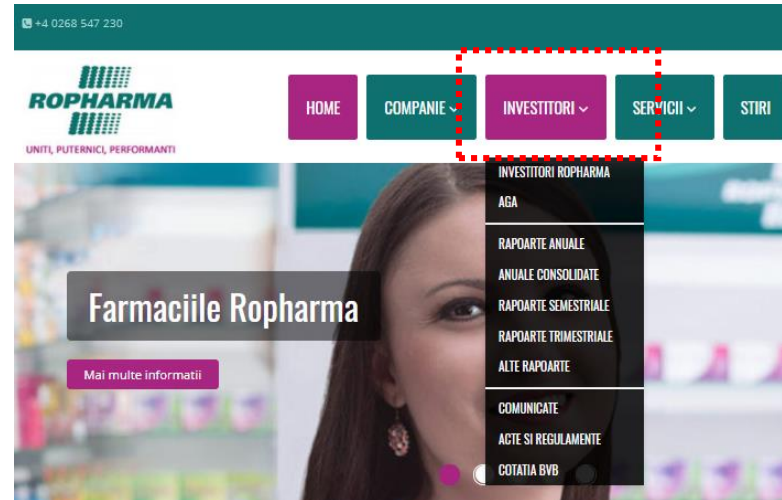 +4 0268 547 230
ROPHARMA
UNITI, PUTERNICI, PERFORMANTI
HOME
COMPANIE
INVESTITORI
SERVICII
STIRI
INVESTITORI ROPHARMA
AGA
RAPOARTE ANUALE
ANUALE CONSOLIDATE
RAPOARTE SEMESTRIALE
RAPOARTE TRIMESTRIALE
ALTE RAPOARTE
COMUNICATE
ACTE SI REGULAMENTE
COTATIA BVB
Farmaciile Ropharma
Mai multe informatii